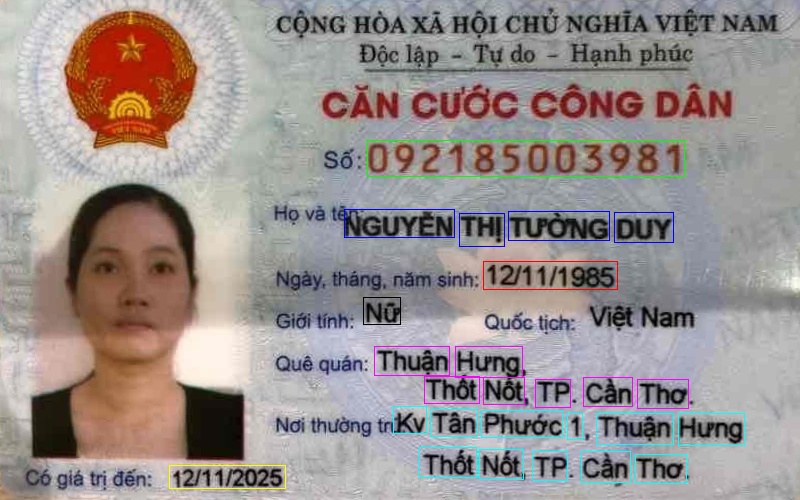 CỘNG HÒA XÃ HỘI CHỦ NGHĨA VIỆT NAM
Độc lập - Tự do - Hạnh phúc
CĂN CƯỚC CÔNG DÂN
Số: 092185003981
Họ và tên: NGUYỄN THỊ TƯỜNG DUY
Ngày, tháng, năm sinh: 12/11/1985
Giới tính: Nữ Quốc tịch: Việt Nam
Quê quán: Thuận Hưng,
Thốt Nốt, TP. Cần Thơ.
Nơi thường trú: Kv Tân Phước 1, Thuận Hưng
Thốt Nốt, TP. Cần Thơ.
Có giá trị đến: 12/11/2025